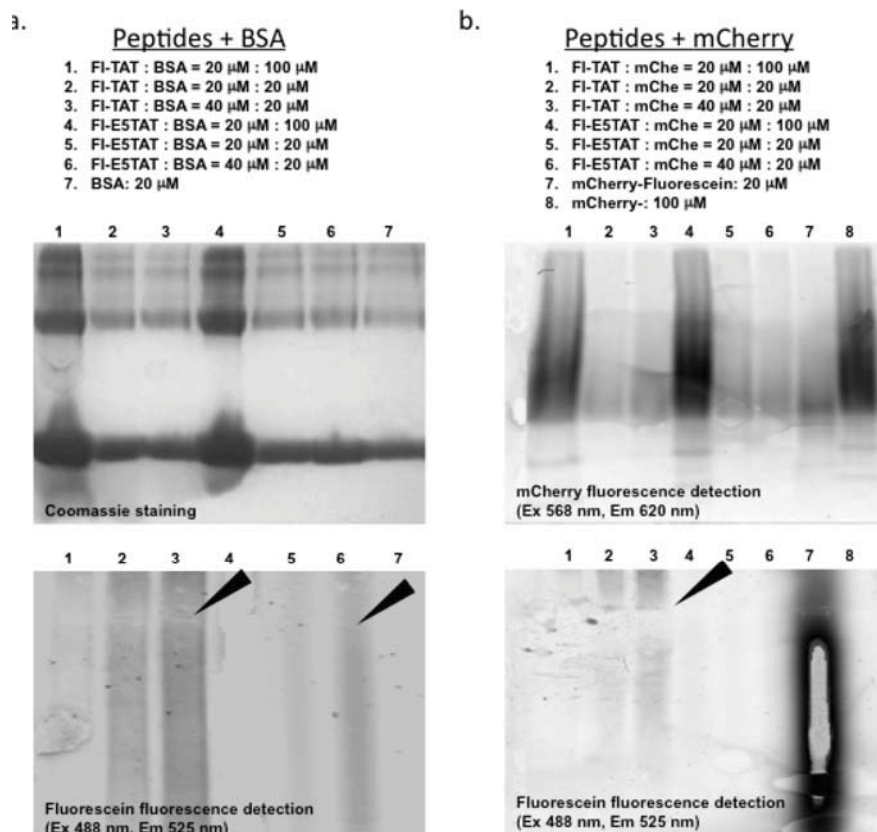 a.
Peptides + BSA
1. Fl-TAT : BSA = 20 µM : 100 µM
2. Fl-TAT : BSA = 20 µM : 20 µM
3. Fl-TAT : BSA = 40 µM : 20 µM
4. Fl-E5TAT : BSA = 20 µM : 100 µM
5. Fl-E5TAT : BSA = 20 µM : 20 µM
6. Fl-E5TAT : BSA = 40 µM : 20 µM
7. BSA: 20 µM
1 2 3 4 5 6 7
Coomassie staining
1 2 3 4 5 6 7
Fluorescein fluorescence detection
(Ex 488 nm, Em 525 nm)
b.
Peptides + mCherry
1. Fl-TAT : mChe = 20 µM : 100 µM
2. Fl-TAT : mChe = 20 µM : 20 µM
3. Fl-TAT : mChe = 40 µM : 20 µM
4. Fl-E5TAT : mChe = 20 µM : 100 µM
5. Fl-E5TAT : mChe = 20 µM : 20 µM
6. Fl-E5TAT : mChe = 40 µM : 20 µM
7. mCherry-Fluorescein: 20 µM
8. mCherry-: 100 µM
1 2 3 4 5 6 7 8
mCherry fluorescence detection
(Ex 568 nm, Em 620 nm)
1 2 3 4 5 6 7 8
Fluorescein fluorescence detection
(Ex 488 nm, Em 525 nm)